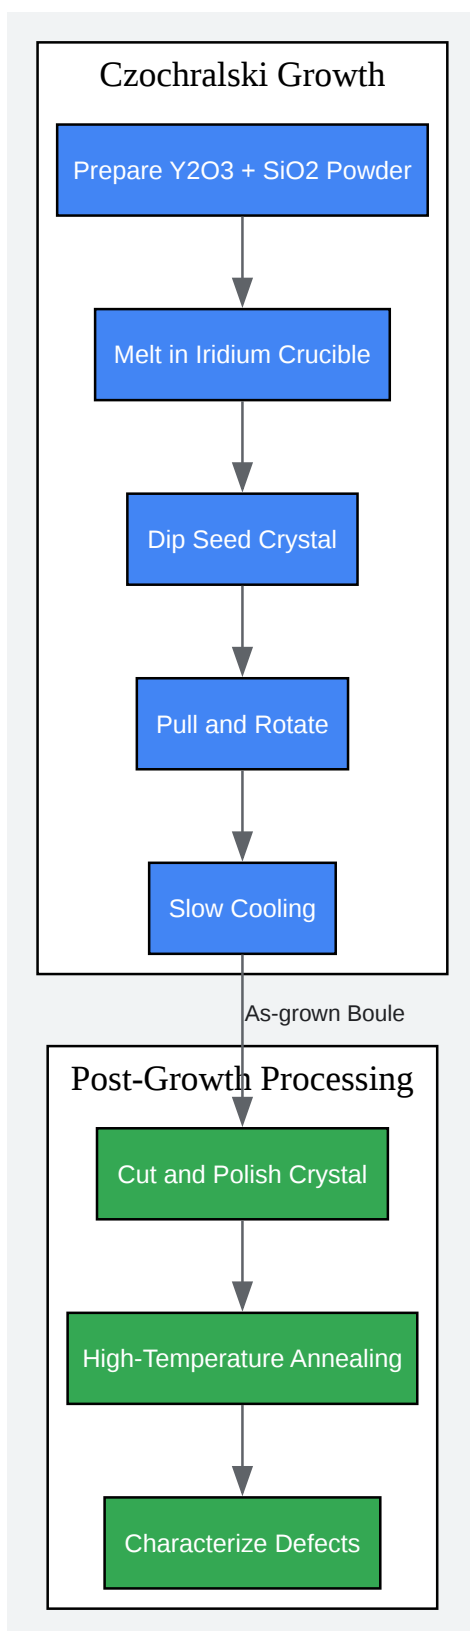 Czochralski Growth
Prepare Y2O3 + SiO2 Powder
Melt in Iridium Crucible
Dip Seed Crystal
Pull and Rotate
Slow Cooling
As-grown Boule
Post-Growth Processing
Cut and Polish Crystal
High-Temperature Annealing
Characterize Defects